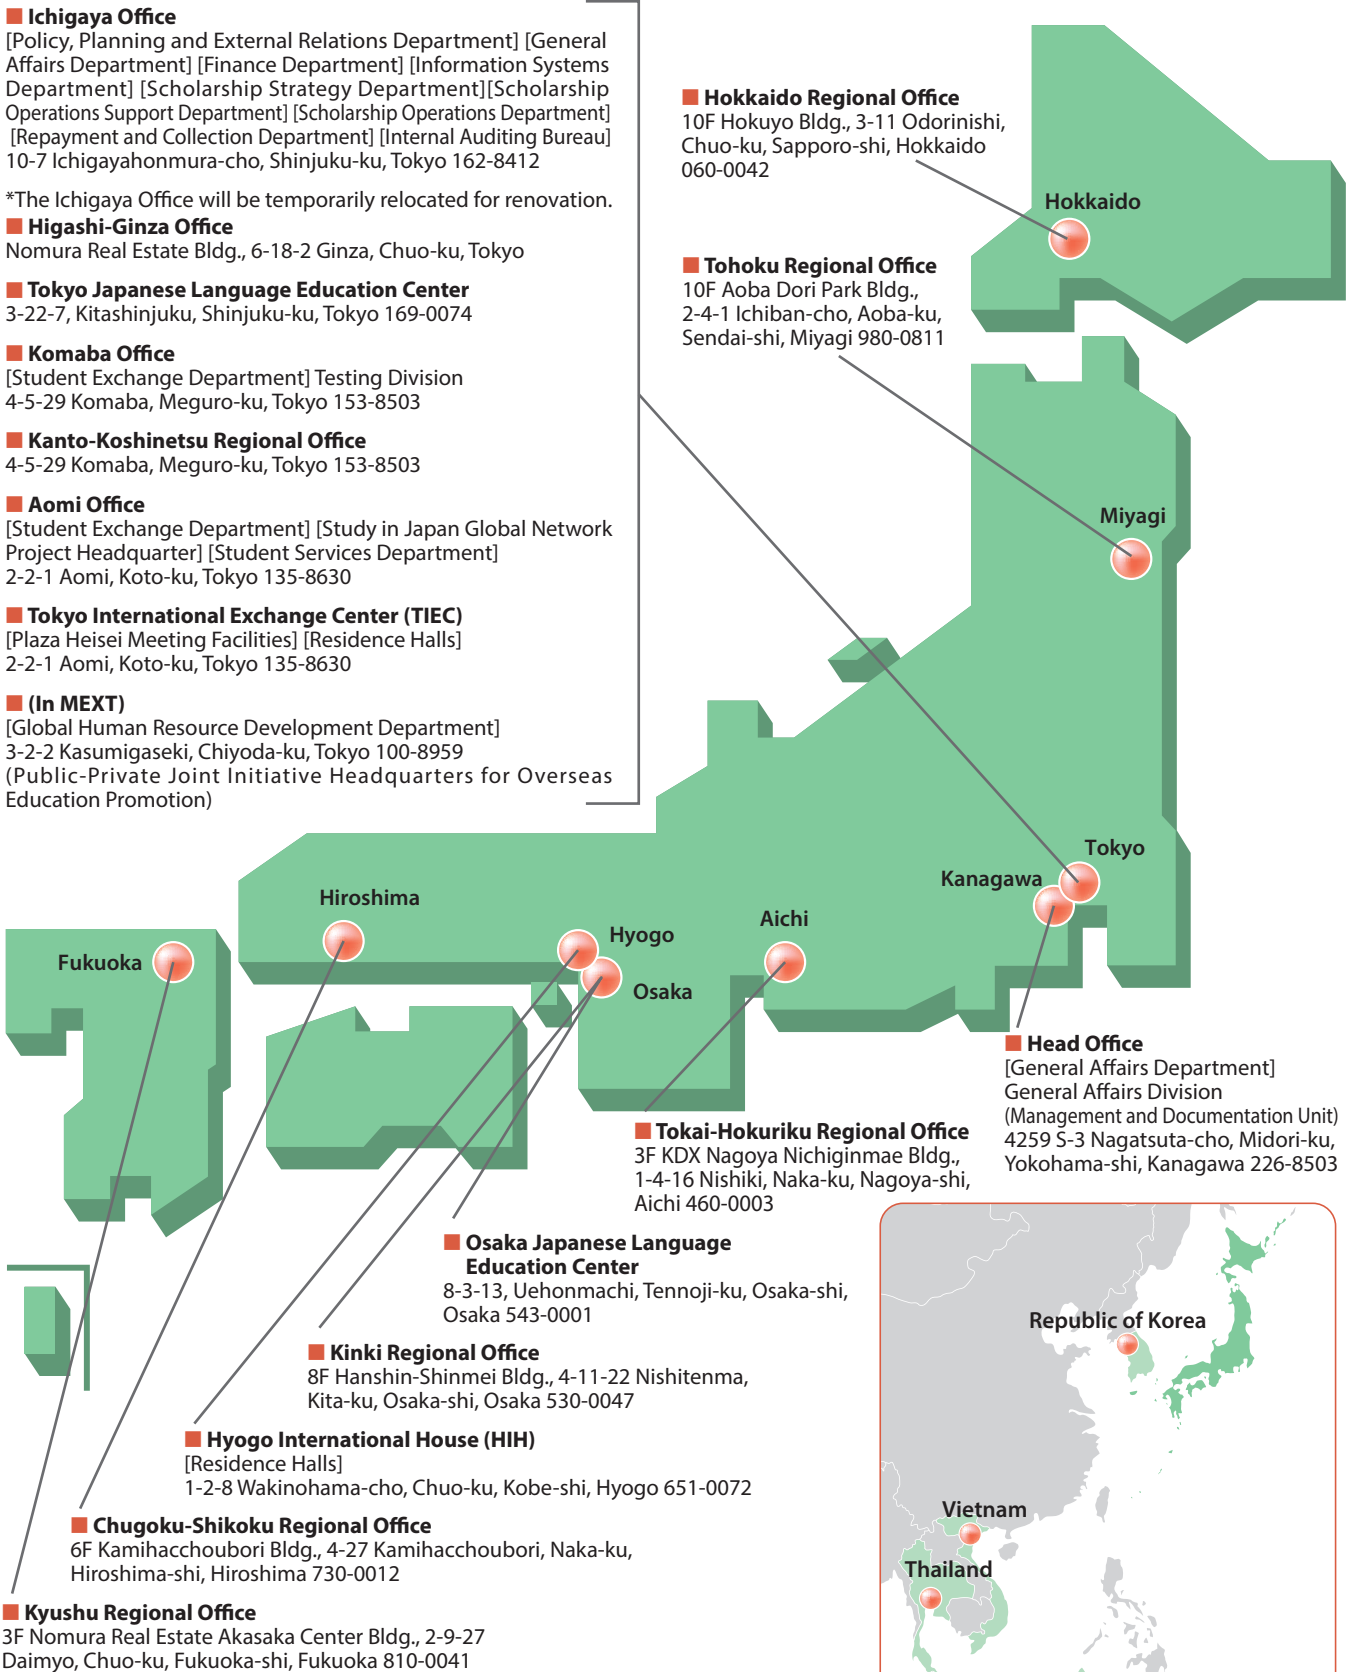 ■ Ichigaya Office
[Policy, Planning and External Relations Department] [General
Affairs Department] [Finance Department] [Information Systems
Department] [Scholarship Strategy Department][Scholarship
Operations Support Department] [Scholarship Operations Department]
[Repayment and Collection Department] [Internal Auditing Bureau]
10-7 Ichigayahonmura-cho, Shinjuku-ku, Tokyo 162-8412
*The Ichigaya Office will be temporarily relocated for renovation.
■ Higashi-Ginza Office
Nomura Real Estate Bldg., 6-18-2 Ginza, Chuo-ku, Tokyo
■ Tokyo Japanese Language Education Center
3-22-7, Kitashinjuku, Shinjuku-ku, Tokyo 169-0074
■ Komaba Office
[Student Exchange Department] Testing Division
4-5-29 Komaba, Meguro-ku, Tokyo 153-8503
■ Kanto-Koshinetsu Regional Office
4-5-29 Komaba, Meguro-ku, Tokyo 153-8503
■ Aomi Office
[Student Exchange Department] [Study in Japan Global Network
Project Headquarter] [Student Services Department]
2-2-1 Aomi, Koto-ku, Tokyo 135-8630
■ Tokyo International Exchange Center (TIEC)
[Plaza Heisei Meeting Facilities] [Residence Halls]
2-2-1 Aomi, Koto-ku, Tokyo 135-8630
■ (In MEXT)
[Global Human Resource Development Department]
3-2-2 Kasumigaseki, Chiyoda-ku, Tokyo 100-8959
(Public-Private Joint Initiative Headquarters for Overseas
Education Promotion)
■ Hokkaido Regional Office
10F Hokuyo Bldg., 3-11 Odorinishi,
Chuo-ku, Sapporo-shi, Hokkaido
060-0042
Hokkaido
■ Tohoku Regional Office
10F Aoba Dori Park Bldg.,
2-4-1 Ichiban-cho, Aoba-ku,
Sendai-shi, Miyagi 980-0811
Miyagi
Tokyo
Kanagawa
Aichi
Hiroshima
Hyogo
Osaka
Fukuoka
■ Head Office
[General Affairs Department]
General Affairs Division
(Management and Documentation Unit)
4259 S-3 Nagatsuta-cho, Midori-ku,
Yokohama-shi, Kanagawa 226-8503
■ Tokai-Hokuriku Regional Office
3F KDX Nagoya Nichiginmae Bldg.,
1-4-16 Nishiki, Naka-ku, Nagoya-shi,
Aichi 460-0003
■ Osaka Japanese Language
Education Center
8-3-13, Uehonmachi, Tennoji-ku, Osaka-shi,
Osaka 543-0001
■ Kinki Regional Office
8F Hanshin-Shinmei Bldg., 4-11-22 Nishitenma,
Kita-ku, Osaka-shi, Osaka 530-0047
■ Hyogo International House (HIH)
[Residence Halls]
1-2-8 Wakinohama-cho, Chuo-ku, Kobe-shi, Hyogo 651-0072
■ Chugoku-Shikoku Regional Office
6F Kamihacchoubori Bldg., 4-27 Kamihacchoubori, Naka-ku,
Hiroshima-shi, Hiroshima 730-0012
■ Kyushu Regional Office
3F Nomura Real Estate Akasaka Center Bldg., 2-9-27
Daimyo, Chuo-ku, Fukuoka-shi, Fukuoka 810-0041
Republic of Korea
Vietnam
Thailand